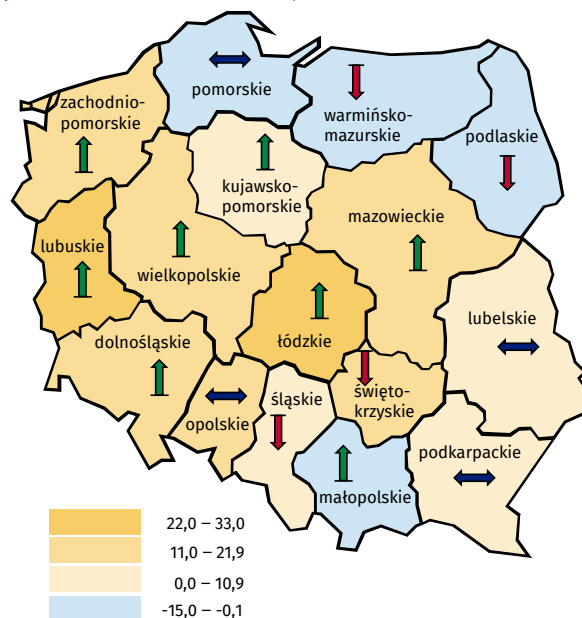 pomorskie
zachodnio-
pomorskie
warmińsko-
mazurskie
podlaskie
kujawsko-
pomorskie
mazowieckie
lubuskie
wielkopolskie
lubelskie
dolnośląskie
łódzkie
śląskie
święto-
krzyskie
opolskie
podkarpackie
małopolskie
22,0 – 33,0
11,0 – 21,9
0,0 – 10,9
-15,0 – -0,1